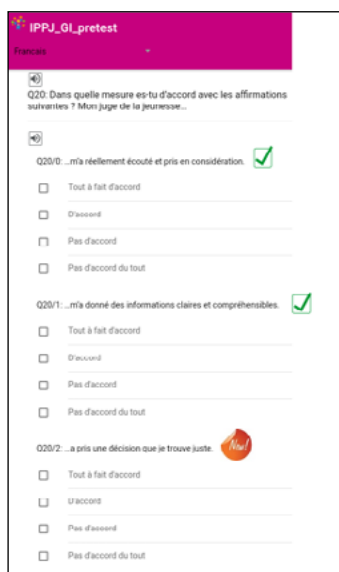 IPPJ_GI_pretest
Francais
Q20: Dans quelle mesure es-tu d'accord avec les affirmations
suivantes ? Mon juge de la jeunesse...
Q20/0: ...m'a réellement écouté et pris en considération.
Tout à fait d'accord
D'accord
Pas d'accord
Pas d'accord du tout
Q20/1: ...m'a donné des informations claires et compréhensibles.
Tout à fait d'accord
D'accord
Pas d'accord
Pas d'accord du tout
Q20/2: ...a pris une décision que je trouve juste.
New!
Tout à fait d'accord
D'accord
Pas d'accord
Pas d'accord du tout